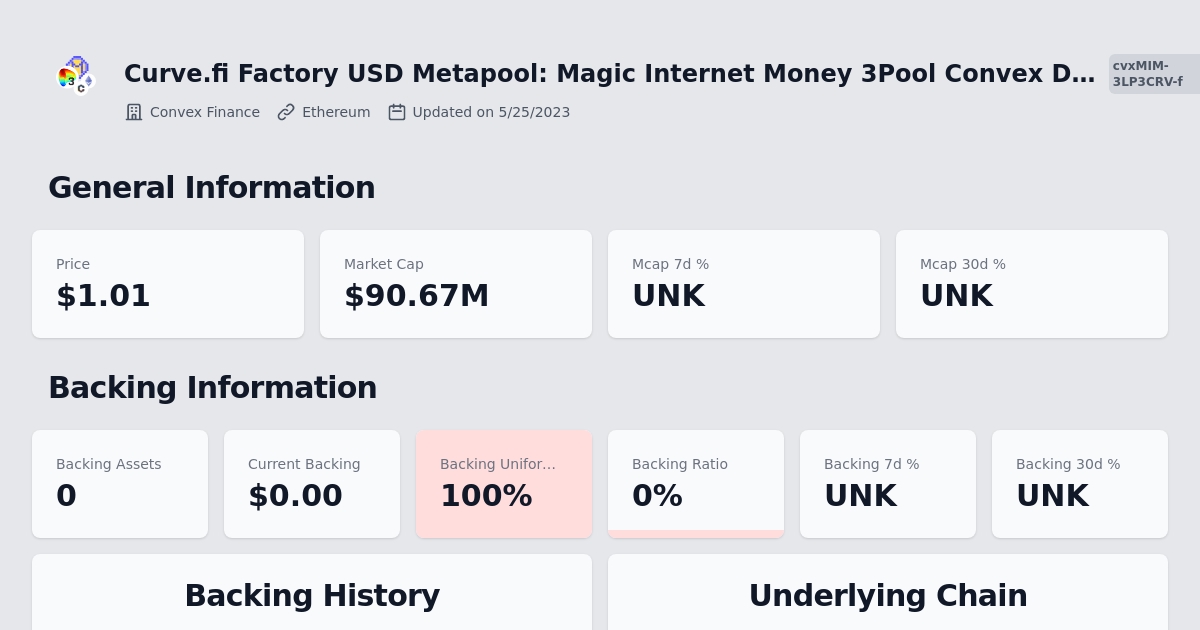 Curve.fi Factory USD Metapool: Magic Internet Money 3Pool Convex D...
cvxMIM-
3LP3CRV-f
Convex Finance Ethereum Updated on 5/25/2023
General Information
Price Market Cap Mcap 7d % Mcap 30d %
$1.01 $90.67M UNK UNK
Backing Information
Backing Assets Current Backing Backing Unifor... Backing Ratio Backing 7d % Backing 30d %
0 $0.00 100% 0% UNK UNK
Backing History Underlying Chain